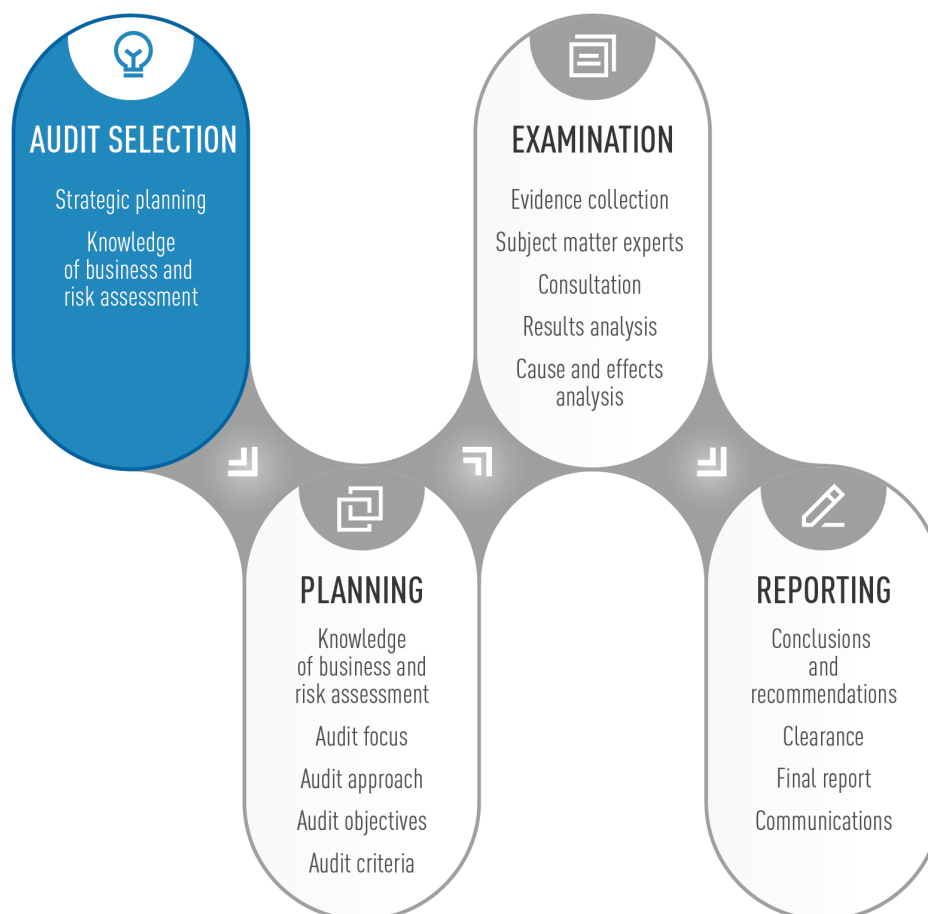 AUDIT SELECTION
Strategic planning
Knowledge
of business and
risk assessment
PLANNING
Knowledge
of business and
risk assessment
Audit focus
Audit approach
Audit objectives
Audit criteria
EXAMINATION
Evidence collection
Subject matter experts
Consultation
Results analysis
Cause and effects
analysis
REPORTING
Conclusions
and
recommendations
Clearance
Final report
Communications